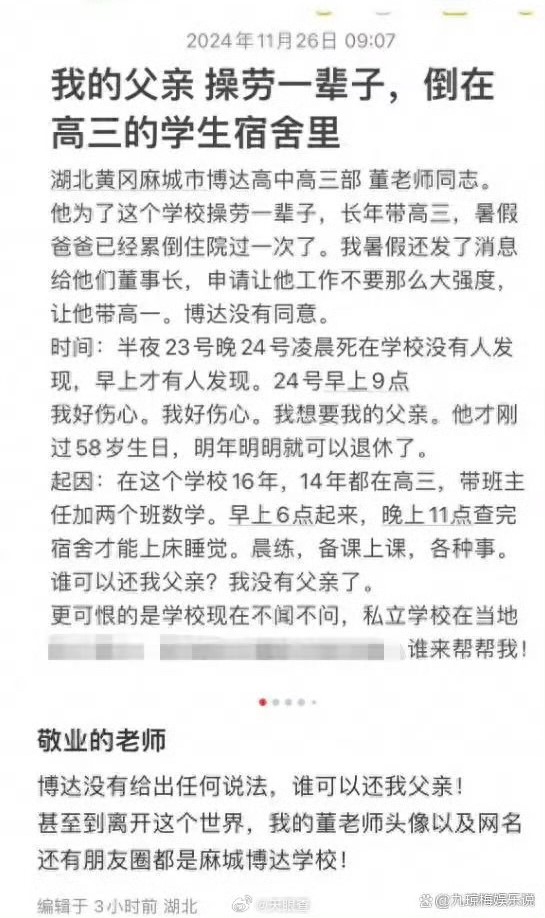 2024年11月26日 09:07
我的父亲 操劳一辈子，倒在
高三的学生宿舍里
湖北黄冈麻城市博达高中高三部 董老师同志。
他为了这个学校操劳一辈子，长年带高三，暑假
爸爸已经累倒住院过一次了。我暑假还发了消息
给他们董事长，申请让他工作不要那么大强度，
让他带高一。博达没有同意。
时间：半夜23号晚24号凌晨死在学校没有人发
现，早上才有人发现。24号早上9点
我好伤心。我好伤心。我想要我的父亲。他才刚
过58岁生日，明年明明就可以退休了。
起因：在这个学校16年，14年都在高三，带班主
任加两个班数学。早上6点起来，晚上11点查完
宿舍才能上床睡觉。晨练，备课上课，各种事。
谁可以还我父亲？我没有父亲了。
更可恨的是学校现在不闻不问，私立学校在当地
谁来帮帮我！
敬业的老师
博达没有给出任何说法，谁可以还我父亲！
甚至到离开这个世界，我的董老师头像以及网名
还有朋友圈都是麻城博达学校！
编辑于 3小时前 湖北